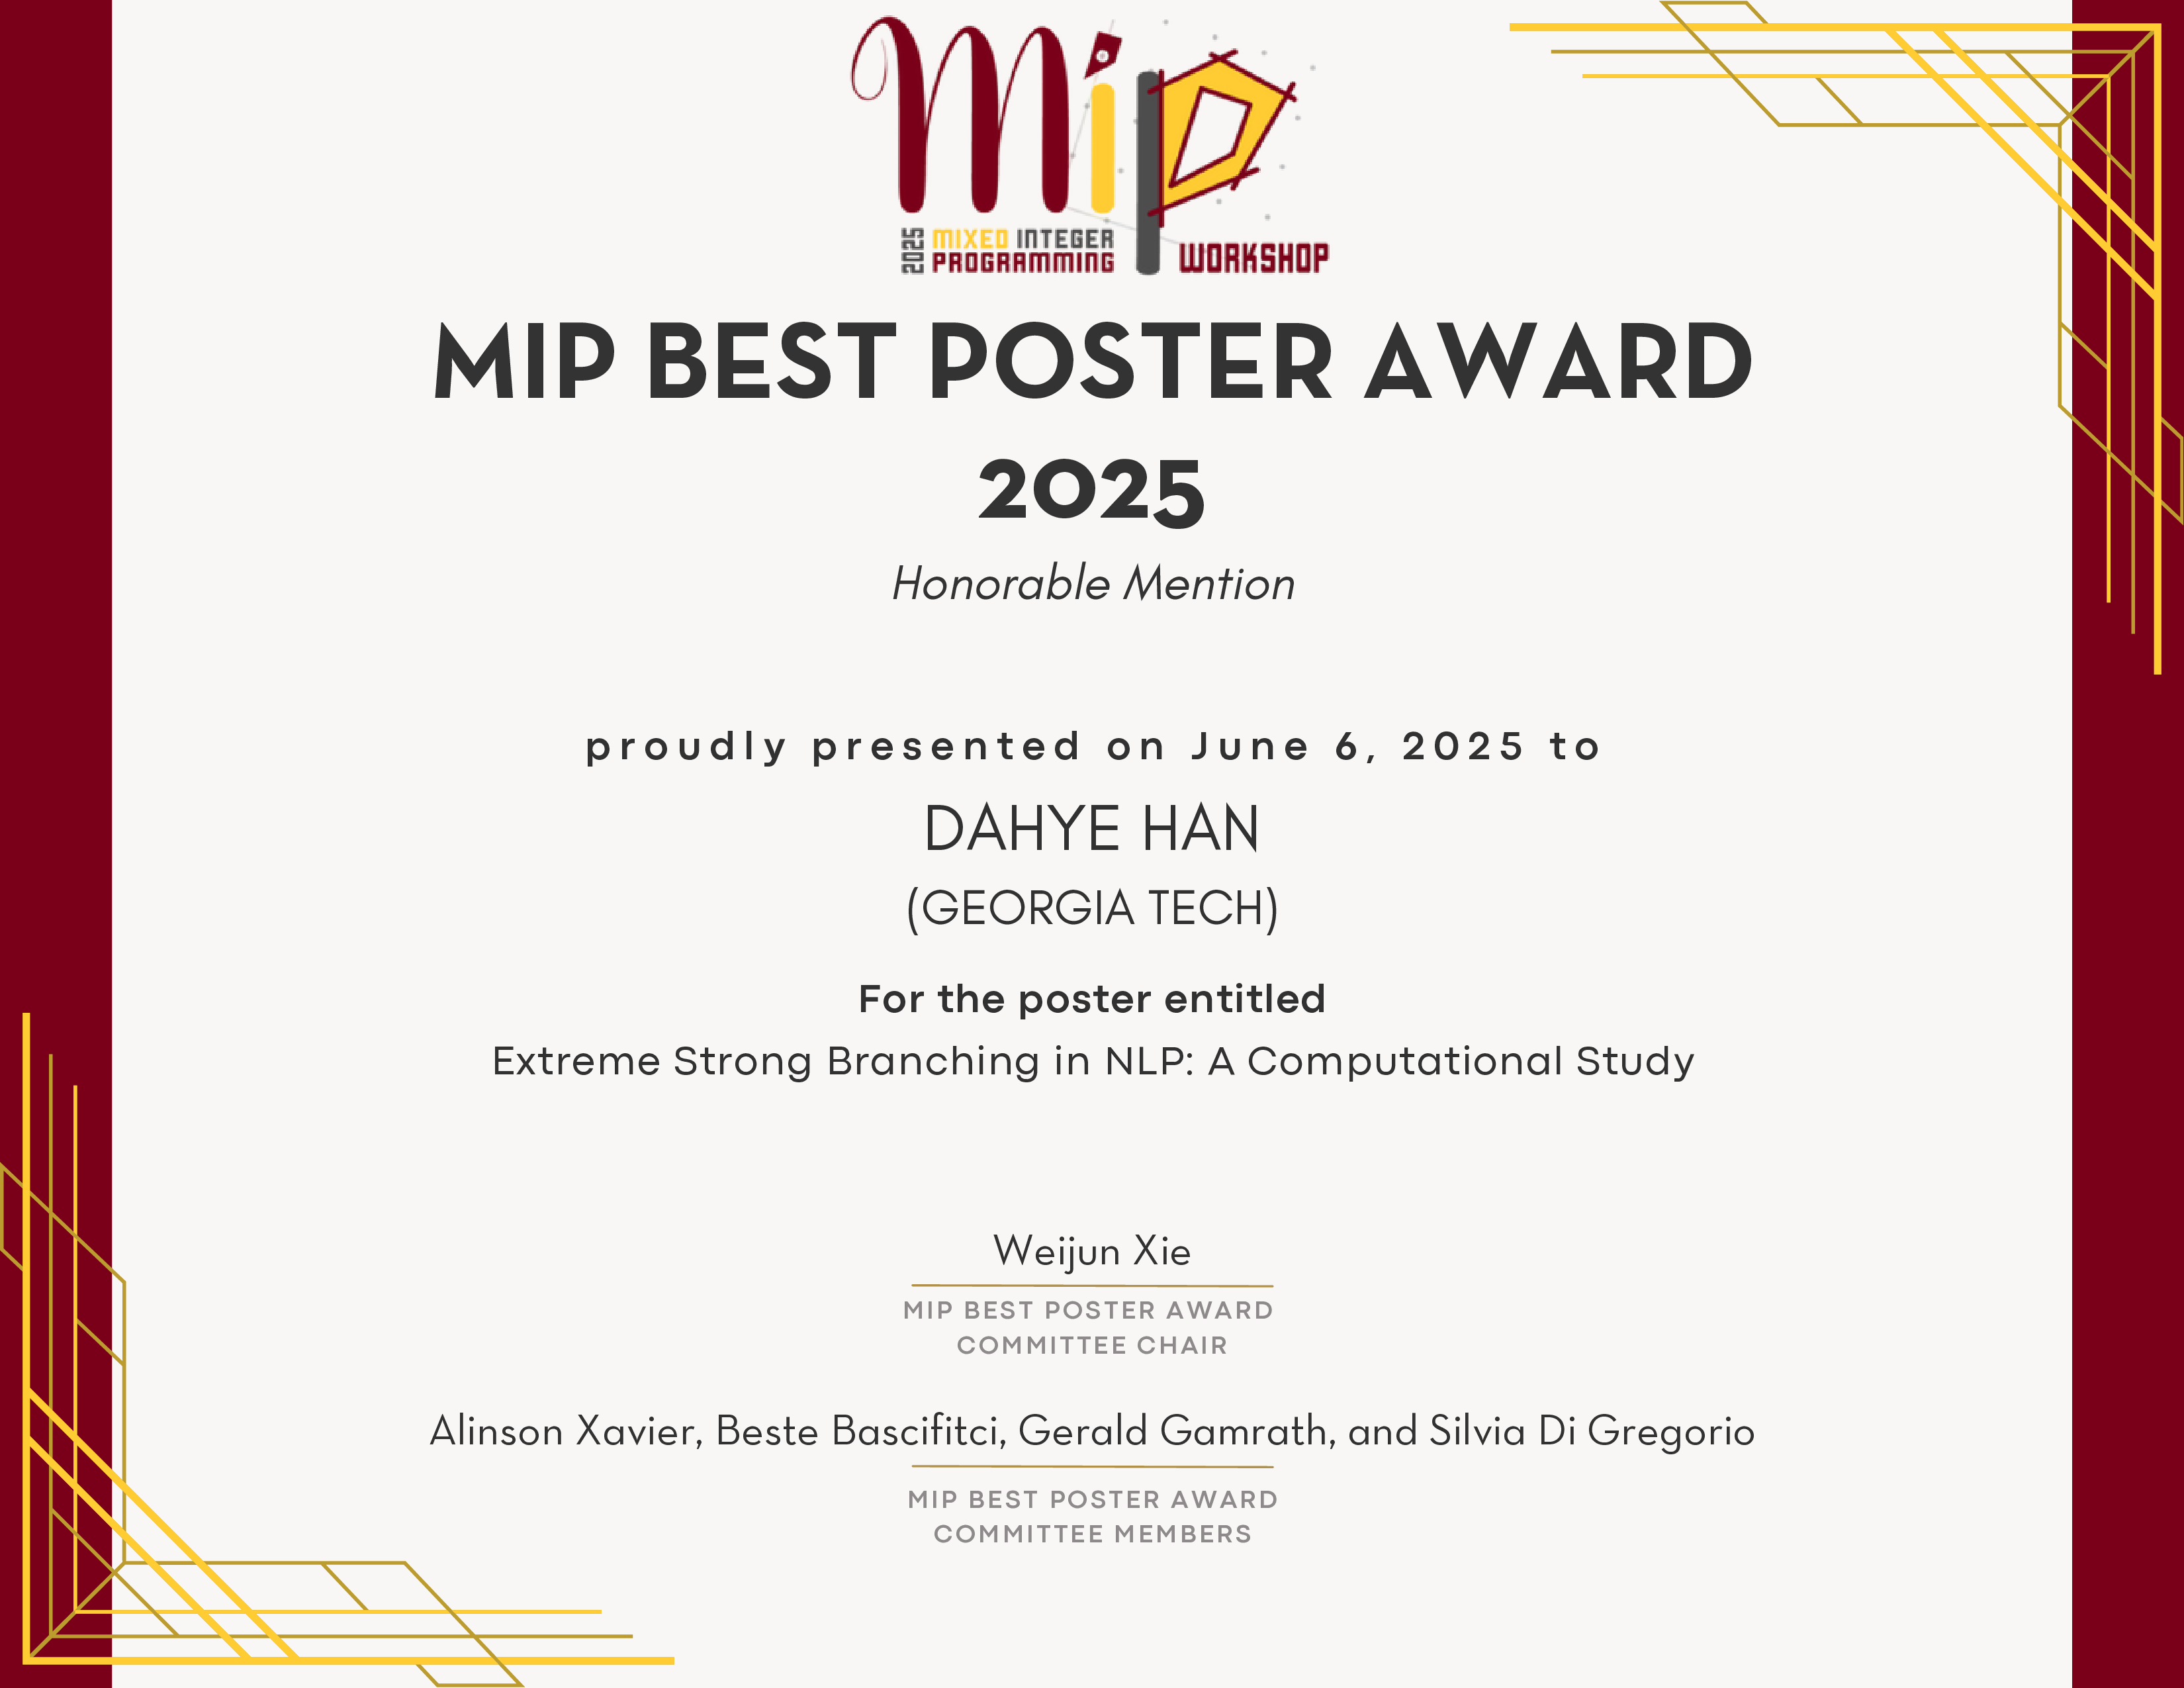 mip
2025 MIXED INTEGER
PROGRAMMING WORKSHOP
MIP BEST POSTER AWARD
2025
Honorable Mention
proudly presented on June 6, 2025 to
DAHYE HAN
(GEORGIA TECH)
For the poster entitled
Extreme Strong Branching in NLP: A Computational Study
Weijun Xie
MIP BEST POSTER AWARD
COMMITTEE CHAIR
Alinson Xavier, Beste Bascifitci, Gerald Gamrath, and Silvia Di Gregorio
MIP BEST POSTER AWARD
COMMITTEE MEMBERS